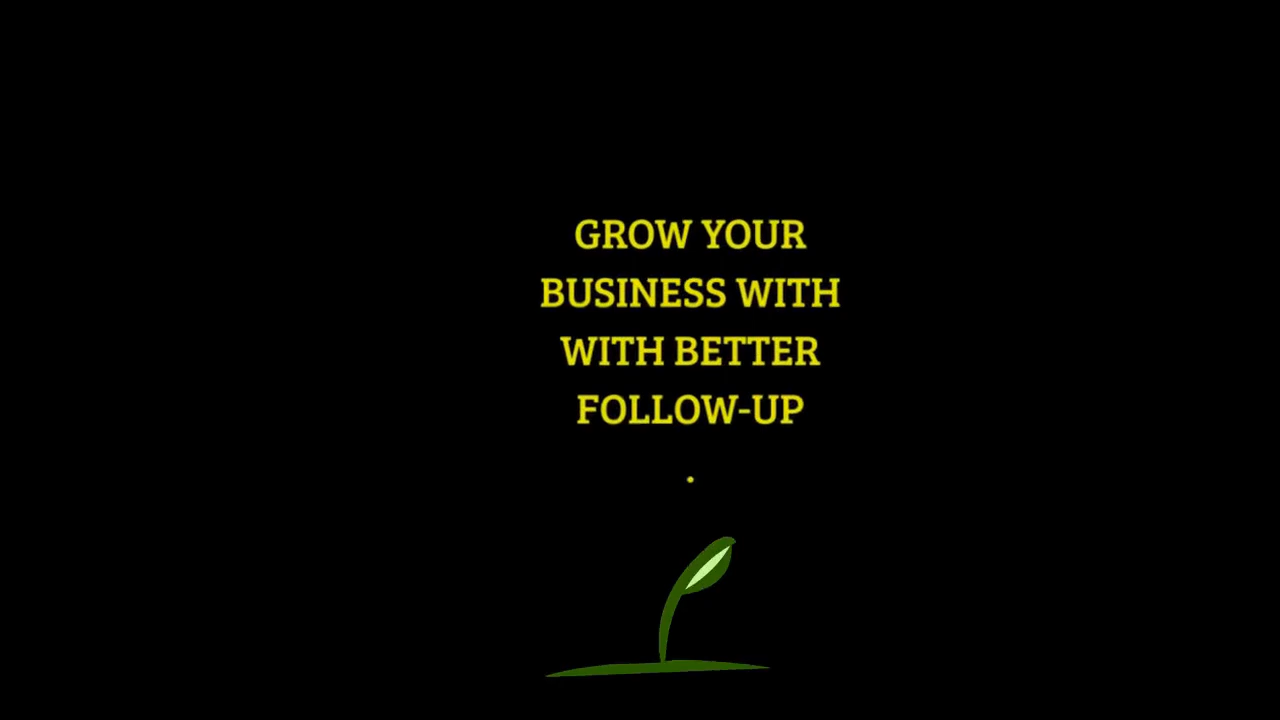 GROW YOUR
BUSINESS WITH
WITH BETTER
FOLLOW-UP
.